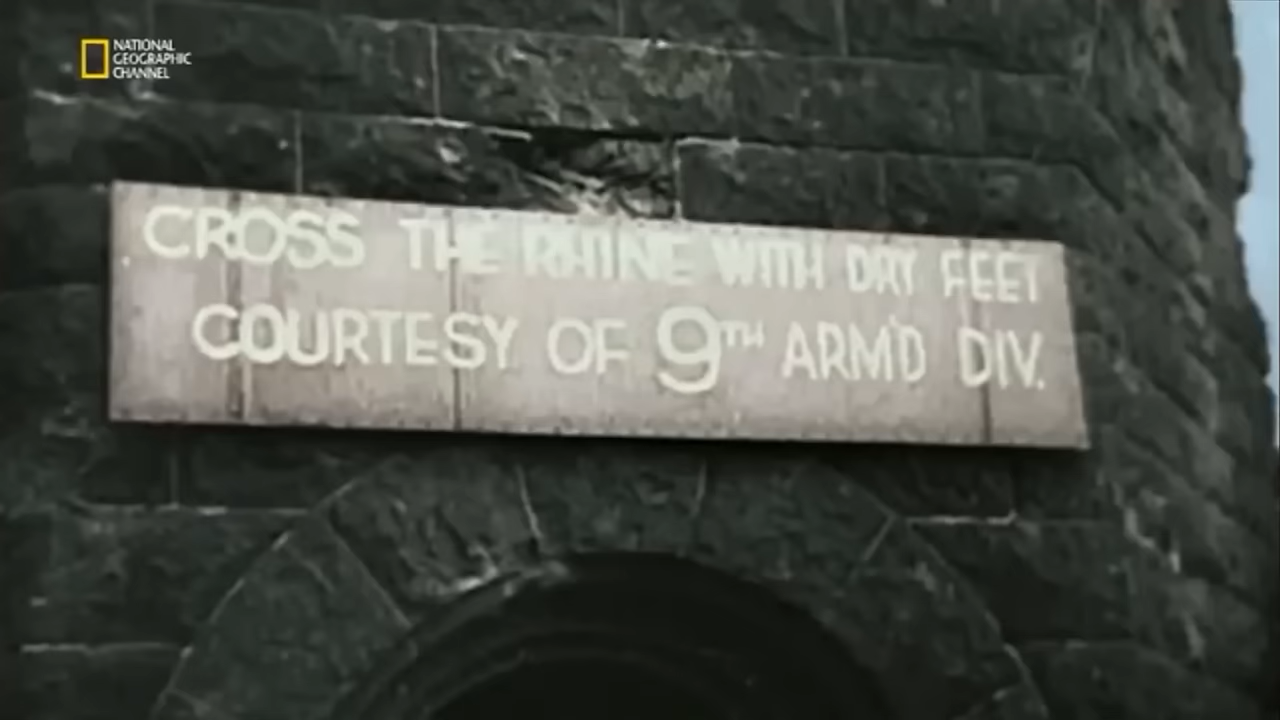 NATIONAL
GEOGRAPHIC
CHANNEL
CROSS THE RHINE WITH DRY FEET
COURTESY OF 9TH ARM'D DIV.